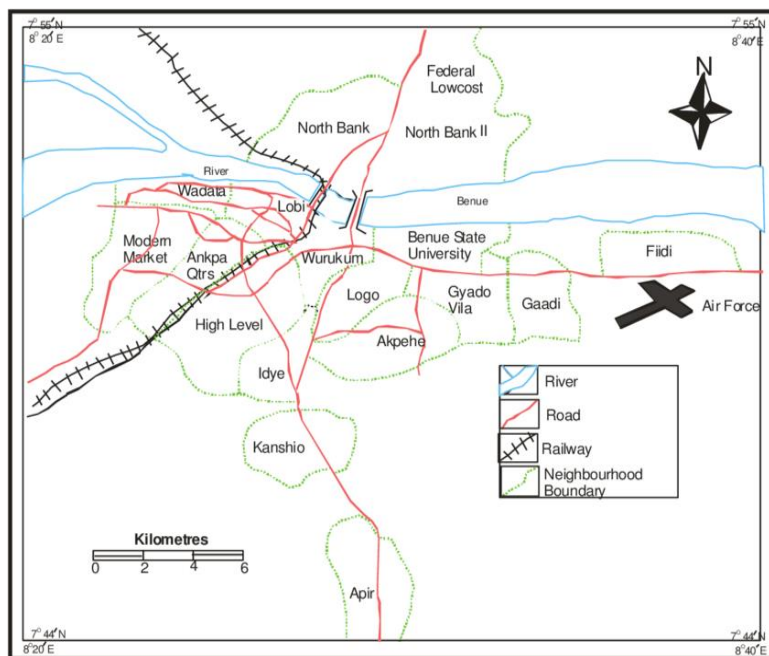 7°55'N
8°20'E
7°55'N
8°40'E
N
Federal
Lowcost
North Bank
North Bank II
River
Wadata
Lobi
Benue
Modern
Market
Ankpa
Qtrs
Wurukum
Benue State
University
Fiidi
High Level
Logo
Gyado
Vila
Gaadi
Air Force
Akpehe
Idye
River
Road
Railway
Neighbourhood
Boundary
Kanshio
Kilometres
0 2 4 6
Apir
7°44'N
8°20'E
7°44'N
8°40'E